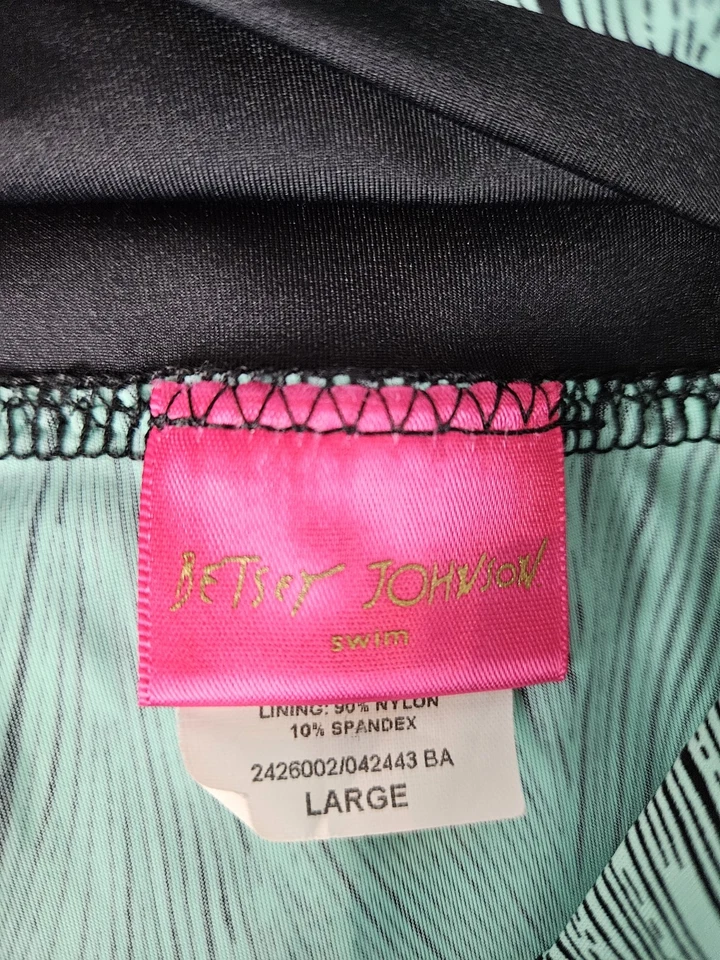 BETSEY JOHNSON
swim
LINING: 90% NYLON
10% SPANDEX
2426002/042443 BA
LARGE